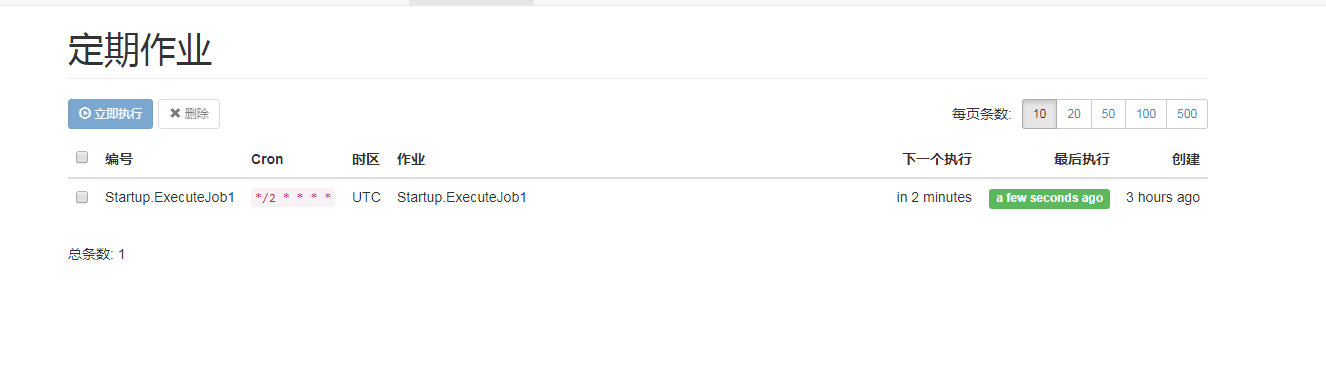 定期作业
立即执行 删除 每页条数: 10 20 50 100 500
编号 Cron 时区 作业 下一个执行 最后执行 创建
Startup.ExecuteJob1 */2 * * * * UTC Startup.ExecuteJob1 in 2 minutes a few seconds ago 3 hours ago
总条数: 1